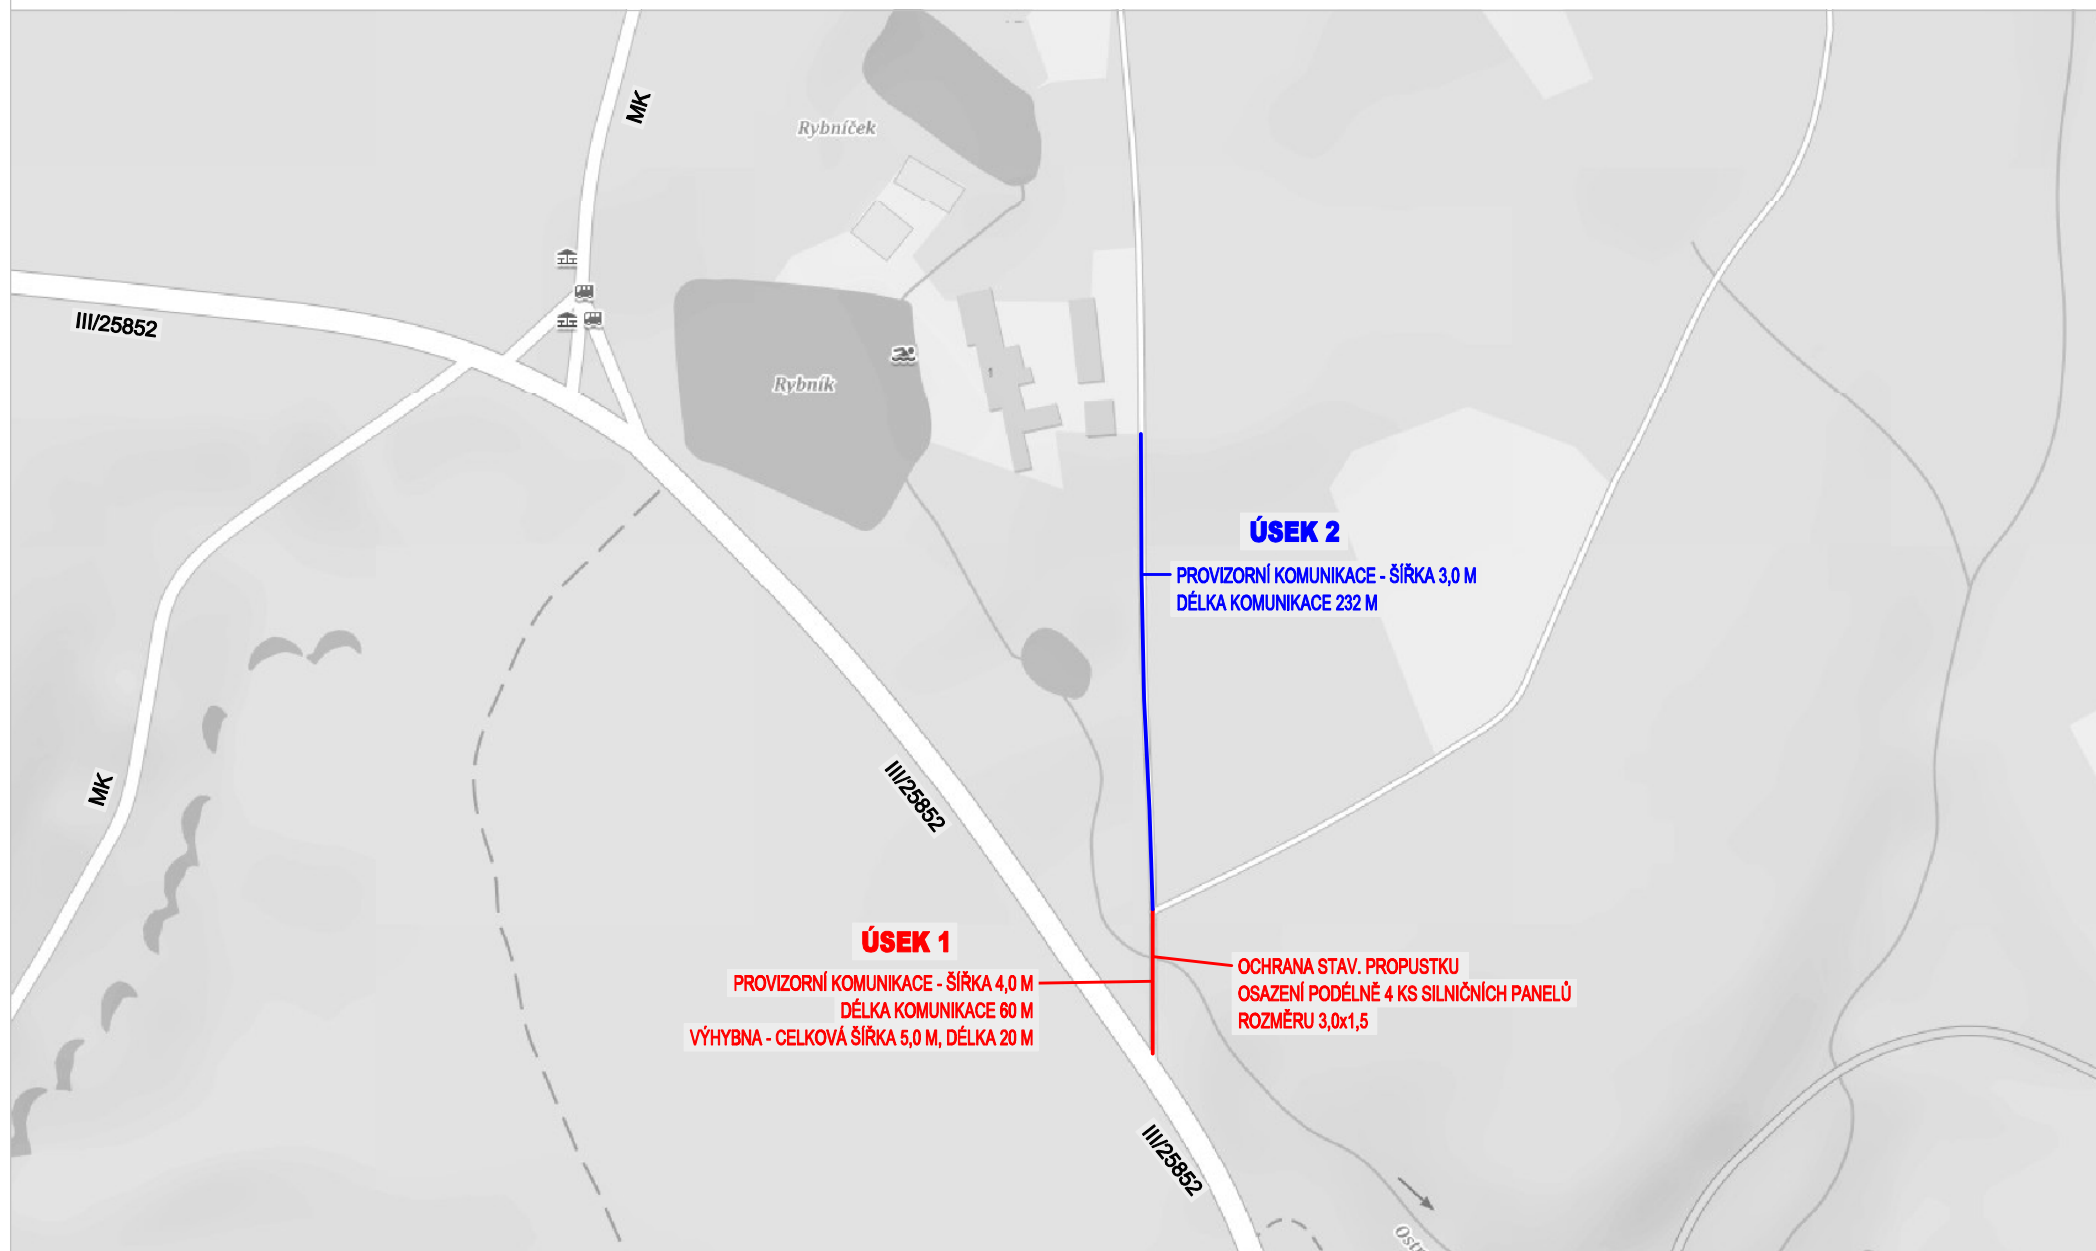 MK
Rybníček
III/25852
Rybník
ÚSEK 2
PROVIZORNÍ KOMUNIKACE - ŠÍŘKA 3,0 M
DÉLKA KOMUNIKACE 232 M
MK
III/25852
ÚSEK 1
PROVIZORNÍ KOMUNIKACE - ŠÍŘKA 4,0 M
DÉLKA KOMUNIKACE 60 M
VÝHYBNA - CELKOVÁ ŠÍŘKA 5,0 M, DÉLKA 20 M
OCHRANA STAV. PROPUSTKU
OSAZENÍ PODÉLNĚ 4 KS SILNIČNÍCH PANELŮ
ROZMĚRU 3,0x1,5
III/25852